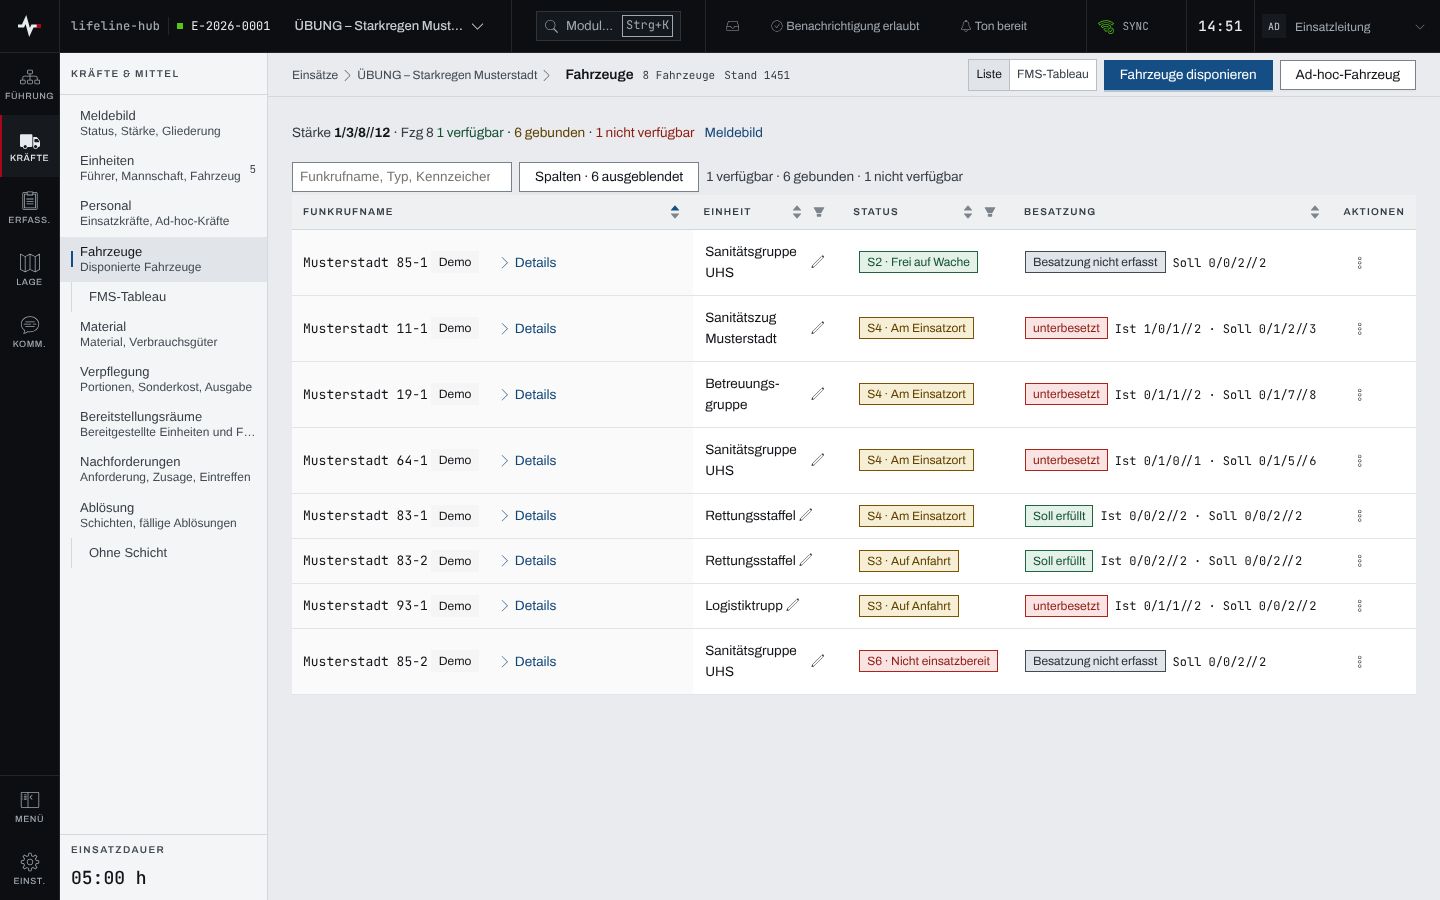 lifeline-hub E-2026-0001 ÜBUNG – Starkregen Must... Modul... Strg+K Benachrichtigung erlaubt Ton bereit SYNC 14:51 AD Einsatzleitung
FÜHRUNG
KRÄFTE
ERFASS.
LAGE
KOMM.
MENÜ
EINST.
KRÄFTE & MITTEL
Meldebild
Status, Stärke, Gliederung
Einheiten
Führer, Mannschaft, Fahrzeug 5
Personal
Einsatzkräfte, Ad-hoc-Kräfte
Fahrzeuge
Disponierte Fahrzeuge
FMS-Tableau
Material
Material, Verbrauchsgüter
Verpflegung
Portionen, Sonderkost, Ausgabe
Bereitstellungsräume
Bereitgestellte Einheiten und F...
Nachforderungen
Anforderung, Zusage, Eintreffen
Ablösung
Schichten, fällige Ablösungen
Ohne Schicht
EINSATZDAUER
05:00 h
Einsätze ÜBUNG – Starkregen Musterstadt Fahrzeuge 8 Fahrzeuge Stand 1451 Liste FMS-Tableau Fahrzeuge disponieren Ad-hoc-Fahrzeug
Stärke 1/3/8//12 · Fzg 8 1 verfügbar · 6 gebunden · 1 nicht verfügbar Meldebild
Funkrufname, Typ, Kennzeicher Spalten · 6 ausgeblendet 1 verfügbar · 6 gebunden · 1 nicht verfügbar
FUNKRUFNAME EINHEIT STATUS BESATZUNG AKTIONEN
Musterstadt 85-1 Demo Details Sanitätsgruppe UHS S2 · Frei auf Wache Besatzung nicht erfasst Soll 0/0/2//2
Musterstadt 11-1 Demo Details Sanitätszug Musterstadt S4 · Am Einsatzort unterbesetzt Ist 1/0/1//2 · Soll 0/1/2//3
Musterstadt 19-1 Demo Details Betreuungs-gruppe S4 · Am Einsatzort unterbesetzt Ist 0/1/1//2 · Soll 0/1/7//8
Musterstadt 64-1 Demo Details Sanitätsgruppe UHS S4 · Am Einsatzort unterbesetzt Ist 0/1/0//1 · Soll 0/1/5//6
Musterstadt 83-1 Demo Details Rettungsstaffel S4 · Am Einsatzort Soll erfüllt Ist 0/0/2//2 · Soll 0/0/2//2
Musterstadt 83-2 Demo Details Rettungsstaffel S3 · Auf Anfahrt Soll erfüllt Ist 0/0/2//2 · Soll 0/0/2//2
Musterstadt 93-1 Demo Details Logistiktrupp S3 · Auf Anfahrt unterbesetzt Ist 0/1/1//2 · Soll 0/0/2//2
Musterstadt 85-2 Demo Details Sanitätsgruppe UHS S6 · Nicht einsatzbereit Besatzung nicht erfasst Soll 0/0/2//2